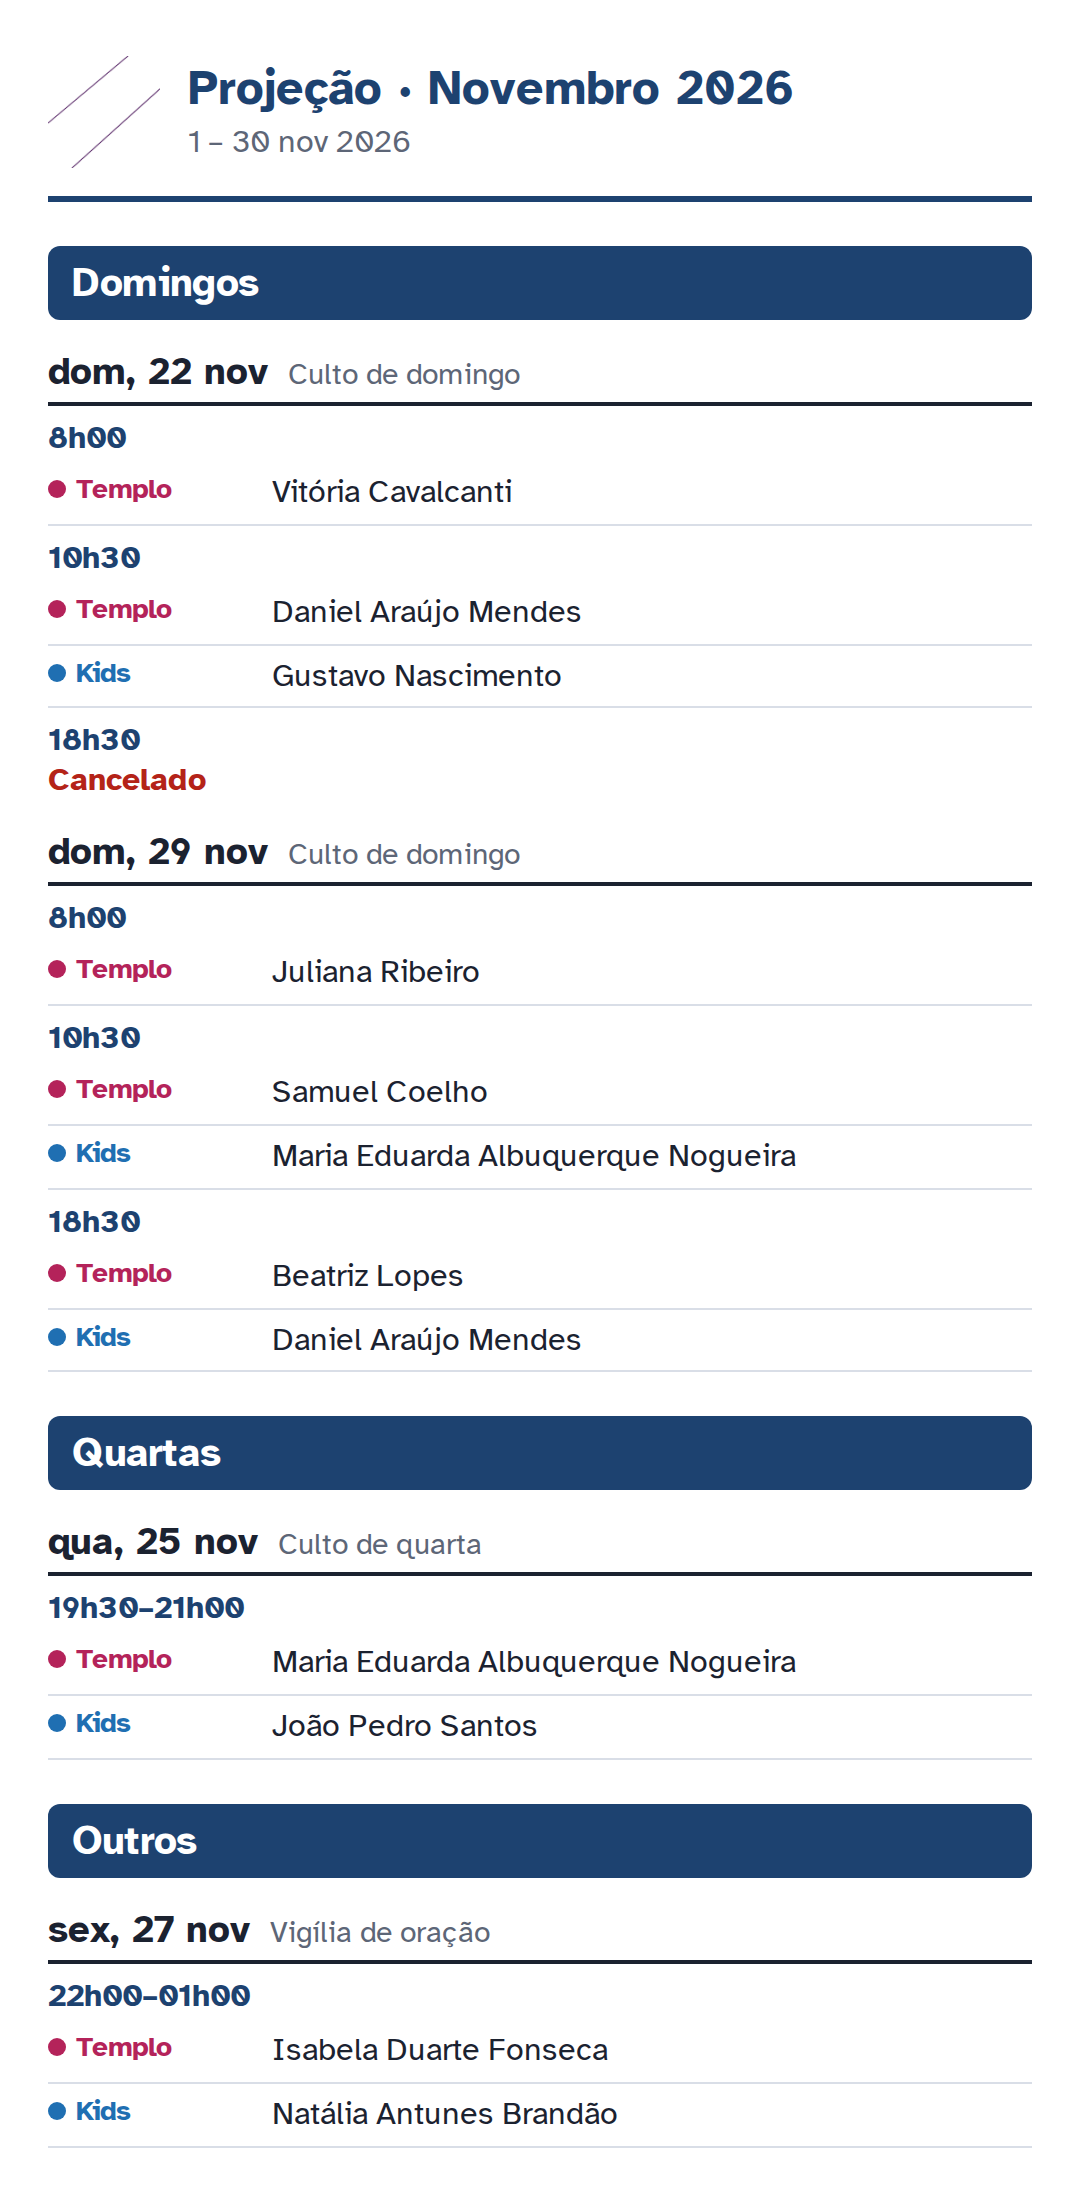 Projeção • Novembro 2026
1 – 30 nov 2026
Domingos
dom, 22 nov Culto de domingo
8h00
Templo Vitória Cavalcanti
10h30
Templo Daniel Araújo Mendes
Kids Gustavo Nascimento
18h30
Cancelado
dom, 29 nov Culto de domingo
8h00
Templo Juliana Ribeiro
10h30
Templo Samuel Coelho
Kids Maria Eduarda Albuquerque Nogueira
18h30
Templo Beatriz Lopes
Kids Daniel Araújo Mendes
Quartas
qua, 25 nov Culto de quarta
19h30–21h00
Templo Maria Eduarda Albuquerque Nogueira
Kids João Pedro Santos
Outros
sex, 27 nov Vigília de oração
22h00–01h00
Templo Isabela Duarte Fonseca
Kids Natália Antunes Brandão